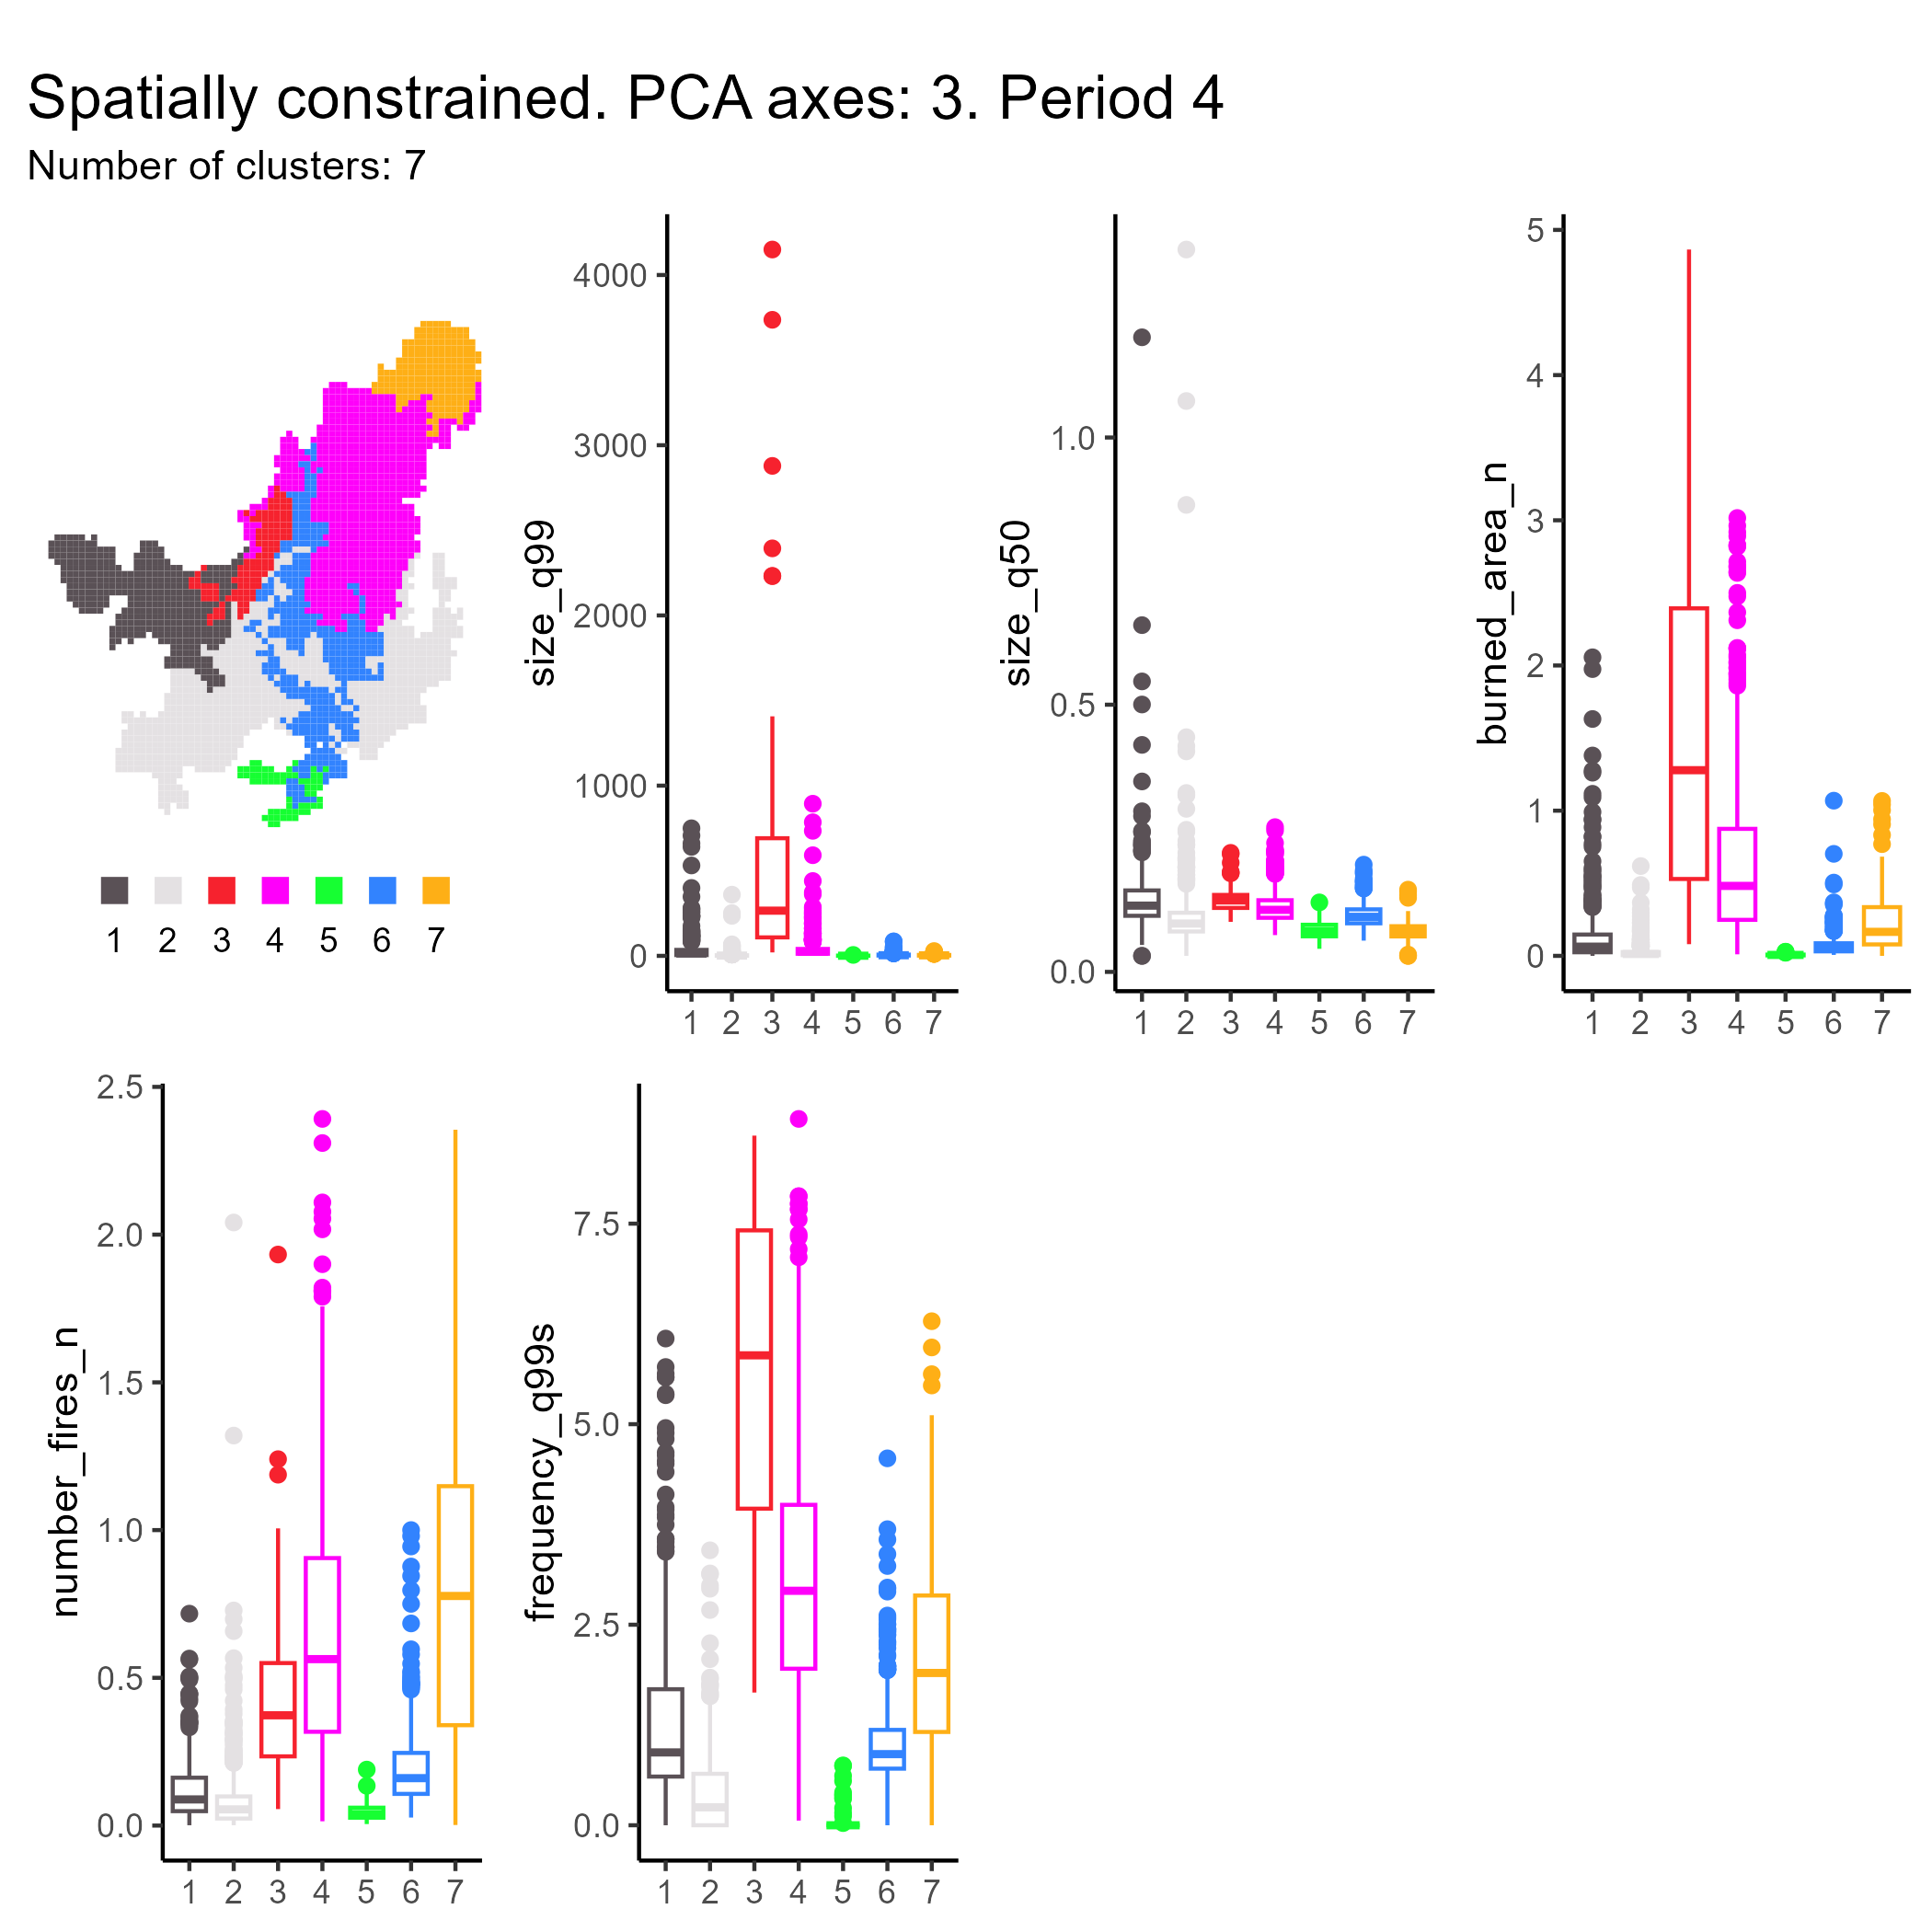 Spatially constrained. PCA axes: 3. Period 4
Number of clusters: 7
1 2 3 4 5 6 7
size_q99
4000
3000
2000
1000
0
1 2 3 4 5 6 7
size_q50
1.0
0.5
0.0
1 2 3 4 5 6 7
burned_area_n
5
4
3
2
1
0
1 2 3 4 5 6 7
number_fires_n
2.5
2.0
1.5
1.0
0.5
0.0
1 2 3 4 5 6 7
frequency_q99s
7.5
5.0
2.5
0.0
1 2 3 4 5 6 7